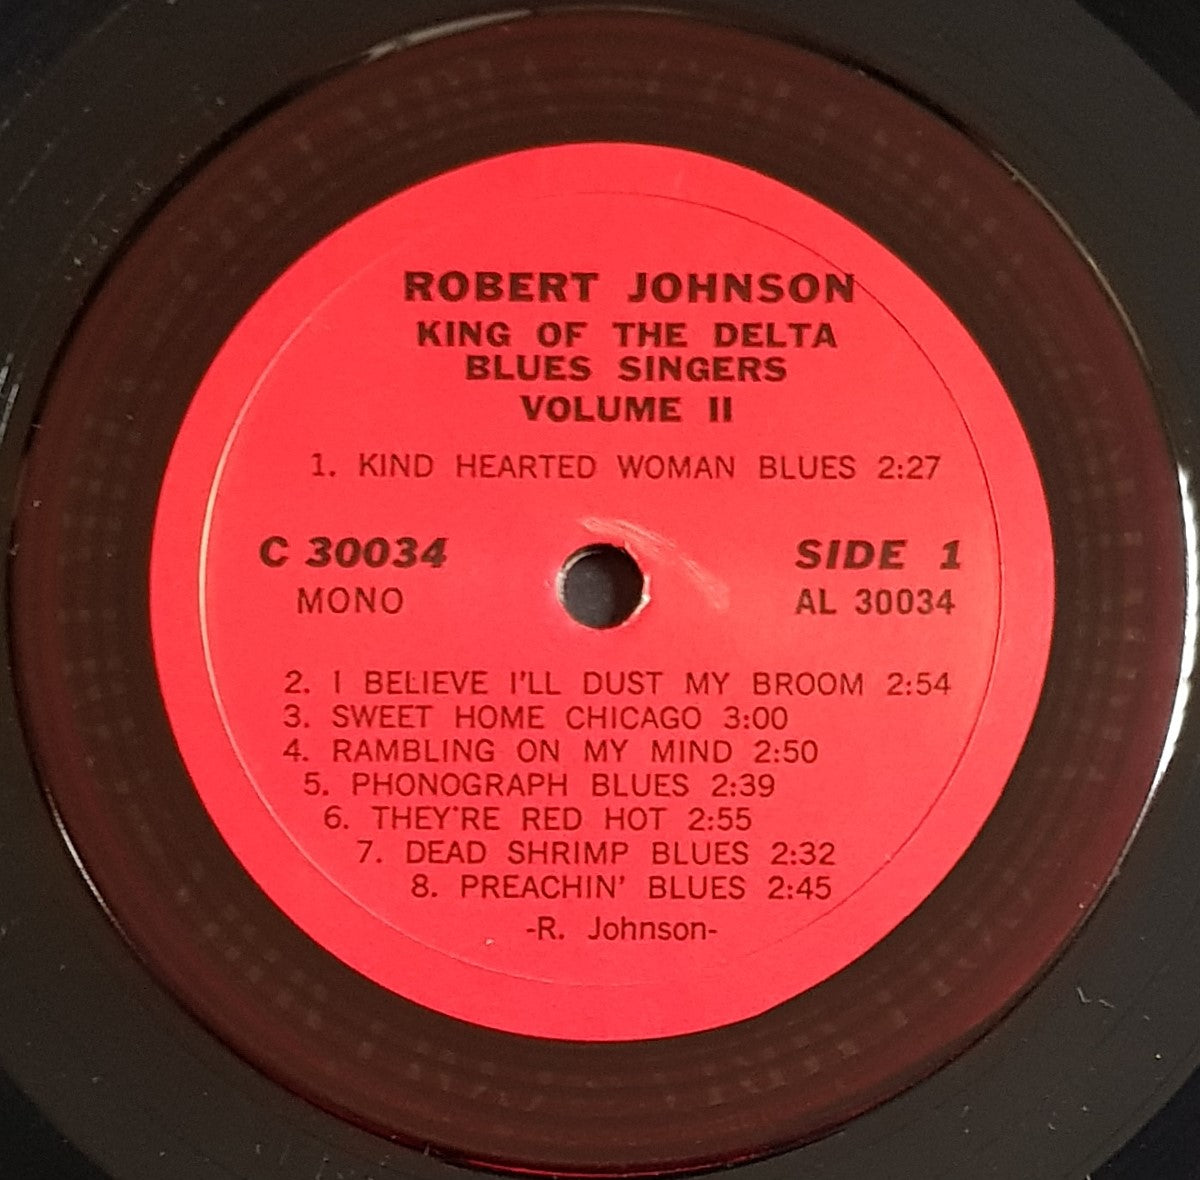 ROBERT JOHNSON
KING OF THE DELTA
BLUES SINGERS
VOLUME II
1. KIND HEARTED WOMAN BLUES 2:27
C 30034 SIDE 1
MONO AL 30034
2. I BELIEVE I'LL DUST MY BROOM 2:54
3. SWEET HOME CHICAGO 3:00
4. RAMBLING ON MY MIND 2:50
5. PHONOGRAPH BLUES 2:39
6. THEY'RE RED HOT 2:55
7. DEAD SHRIMP BLUES 2:32
8. PREACHIN' BLUES 2:45
-R. Johnson-